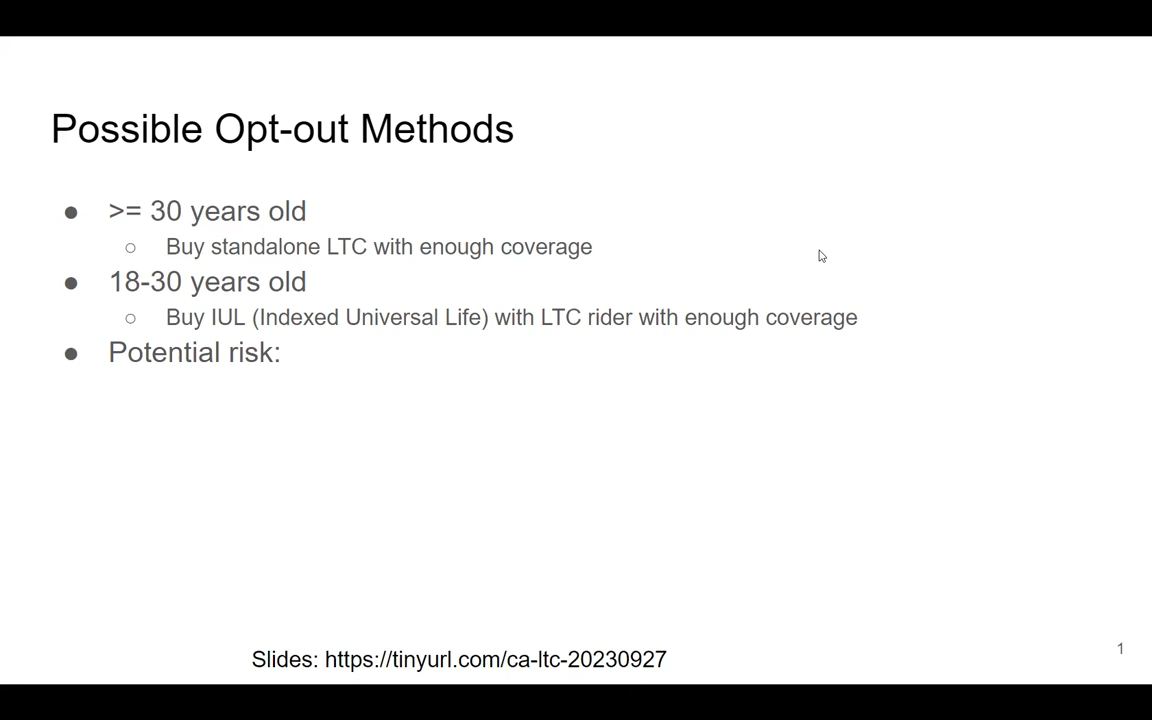 Possible Opt-out Methods
● >= 30 years old
○ Buy standalone LTC with enough coverage
● 18-30 years old
○ Buy IUL (Indexed Universal Life) with LTC rider with enough coverage
● Potential risk:
Slides: https://tinyurl.com/ca-ltc-20230927
1